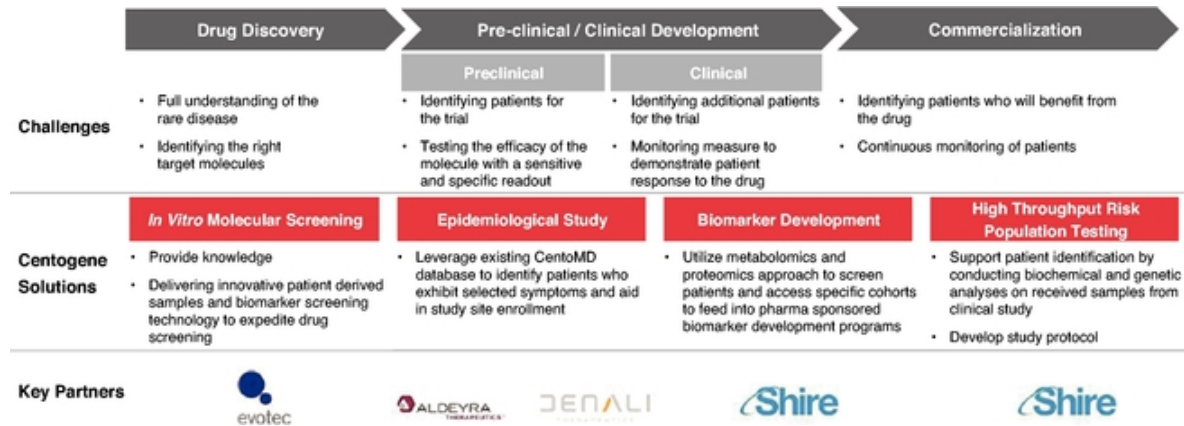 Drug Discovery
Pre-clinical / Clinical Development
Commercialization
Preclinical
Clinical
Challenges
• Full understanding of the
rare disease
• Identifying the right
target molecules
• Identifying patients for
the trial
• Testing the efficacy of the
molecule with a sensitive
and specific readout
• Identifying additional patients
for the trial
• Monitoring measure to
demonstrate patient
response to the drug
• Identifying patients who will benefit from
the drug
• Continuous monitoring of patients
Centogene
Solutions
In Vitro Molecular Screening
• Provide knowledge
• Delivering innovative patient derived
samples and biomarker screening
technology to expedite drug
screening
Epidemiological Study
• Leverage existing CentoMD
database to identify patients who
exhibit selected symptoms and aid
in study site enrollment
Biomarker Development
• Utilize metabolomics and
proteomics approach to screen
patients and access specific cohorts
to feed into pharma sponsored
biomarker development programs
High Throughput Risk
Population Testing
• Support patient identification by
conducting biochemical and genetic
analyses on received samples from
clinical study
• Develop study protocol
Key Partners
evotec
ALDEYRA
THERAPEUTICS
DENALI
THERAPEUTICS
Shire
Shire